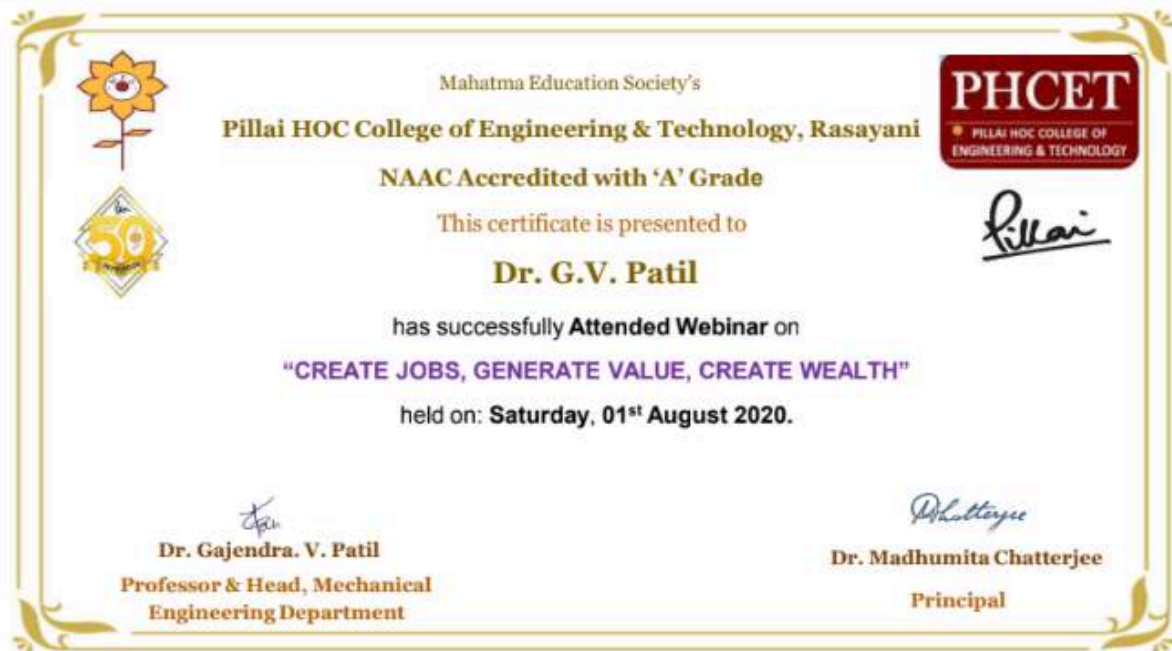 Mahatma Education Society's
PHCET
PILLAI HOC COLLEGE OF
ENGINEERING & TECHNOLOGY
Pillai HOC College of Engineering & Technology, Rasayani
NAAC Accredited with ‘A’ Grade
This certificate is presented to
Pillai
50
Dr. G.V. Patil
has successfully Attended Webinar on
“CREATE JOBS, GENERATE VALUE, CREATE WEALTH”
held on: Saturday, 01st August 2020.
Dr. Gajendra. V. Patil
Professor & Head, Mechanical
Engineering Department
DChatterjee
Dr. Madhumita Chatterjee
Principal